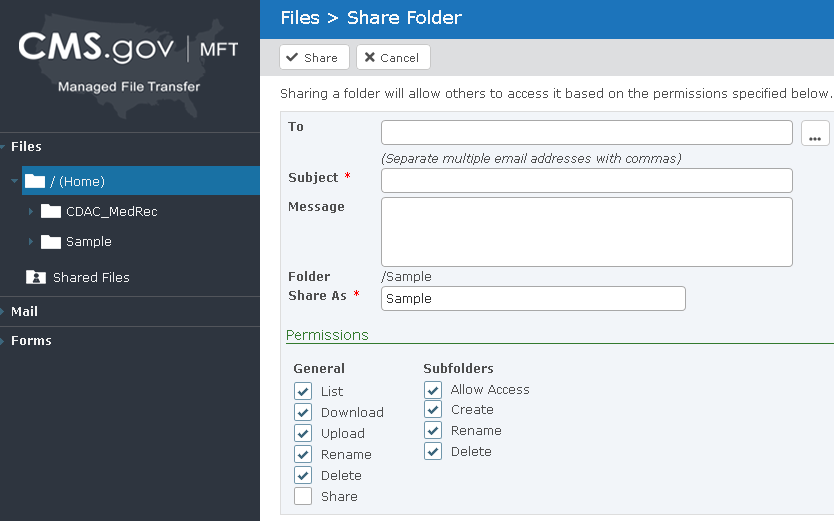 CMS.gov | MFT
Managed File Transfer
Files
/ (Home)
CDAC_MedRec
Sample
Shared Files
Mail
Forms
Files > Share Folder
Share
Cancel
Sharing a folder will allow others to access it based on the permissions specified below.
To
...
(Separate multiple email addresses with commas)
Subject *
Message
Folder /Sample
Share As * Sample
Permissions
General
List
Download
Upload
Rename
Delete
Share
Subfolders
Allow Access
Create
Rename
Delete